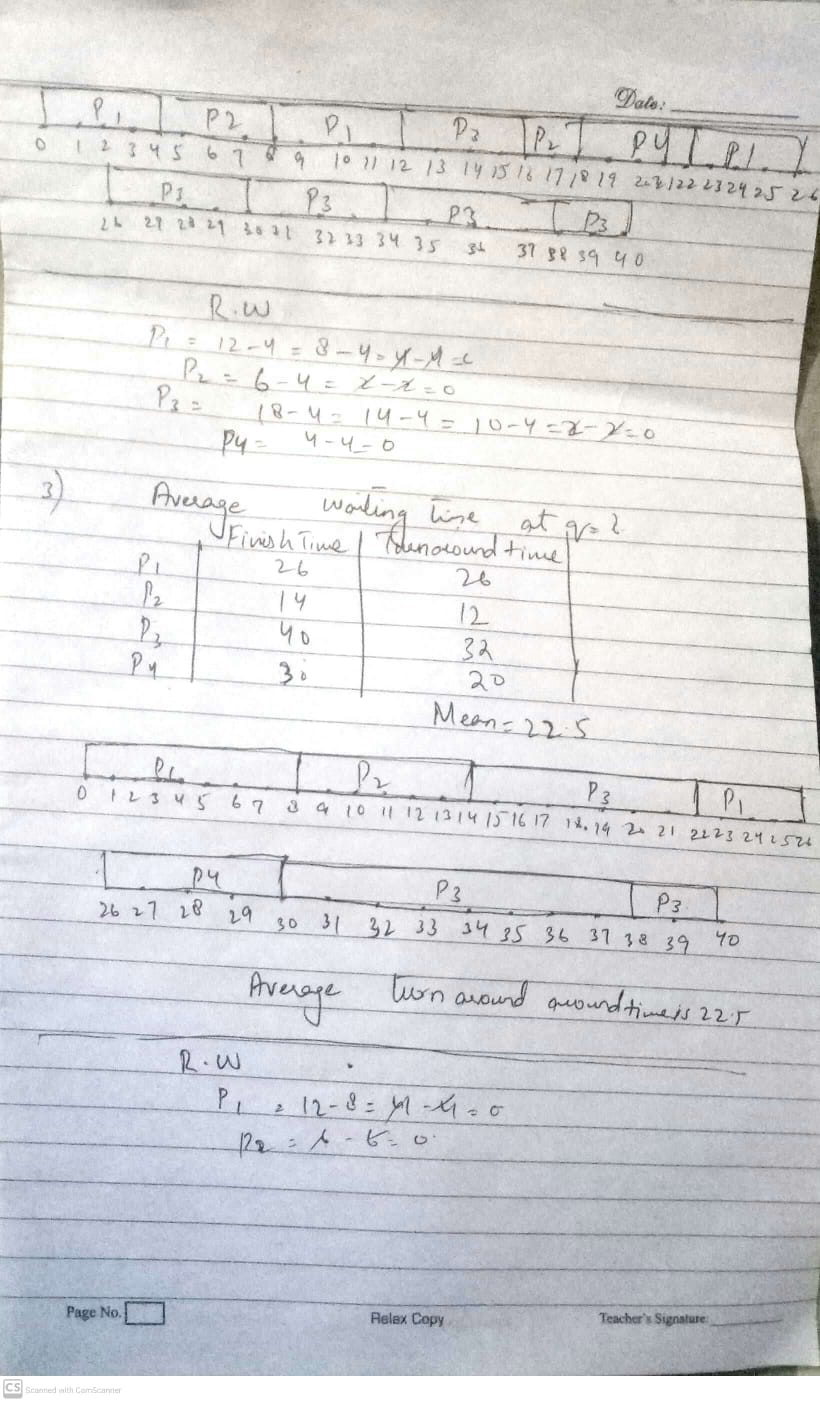 Date:
P1 P2 P1 P3 P2 P4 P1
0 1 2 3 4 5 6 7 8 9 10 11 12 13 14 15 16 17 18 19 20 21 22 23 24 25 26
P3 P3 P3 P3
26 27 28 29 30 31 32 33 34 35 36 37 38 39 40
R.W
P1 = 12-4 = 8-4 = 4-4 =
P2 = 6-4 = 2-2 = 0
P3 = 18-4 = 14-4 = 10-4 = 2-2 = 0
P4 = 4-4 = 0
3) Average waiting time at q=
Finish Time Turnaround time
P1 26 26
P2 14 12
P3 40 32
P4 30 20
Mean = 22.5
P1 P2 P3 P1
0 1 2 3 4 5 6 7 8 9 10 11 12 13 14 15 16 17 18 19 20 21 22 23 24 25 26
P4 P3 P3
26 27 28 29 30 31 32 33 34 35 36 37 38 39 40
Average turn around around time is 22.5
R.W
P1 = 12-8 = 4-4 = 0
P2 = 6-6 = 0
Page No. Relax Copy Teacher's Signature:
CS Scanned with CamScanner